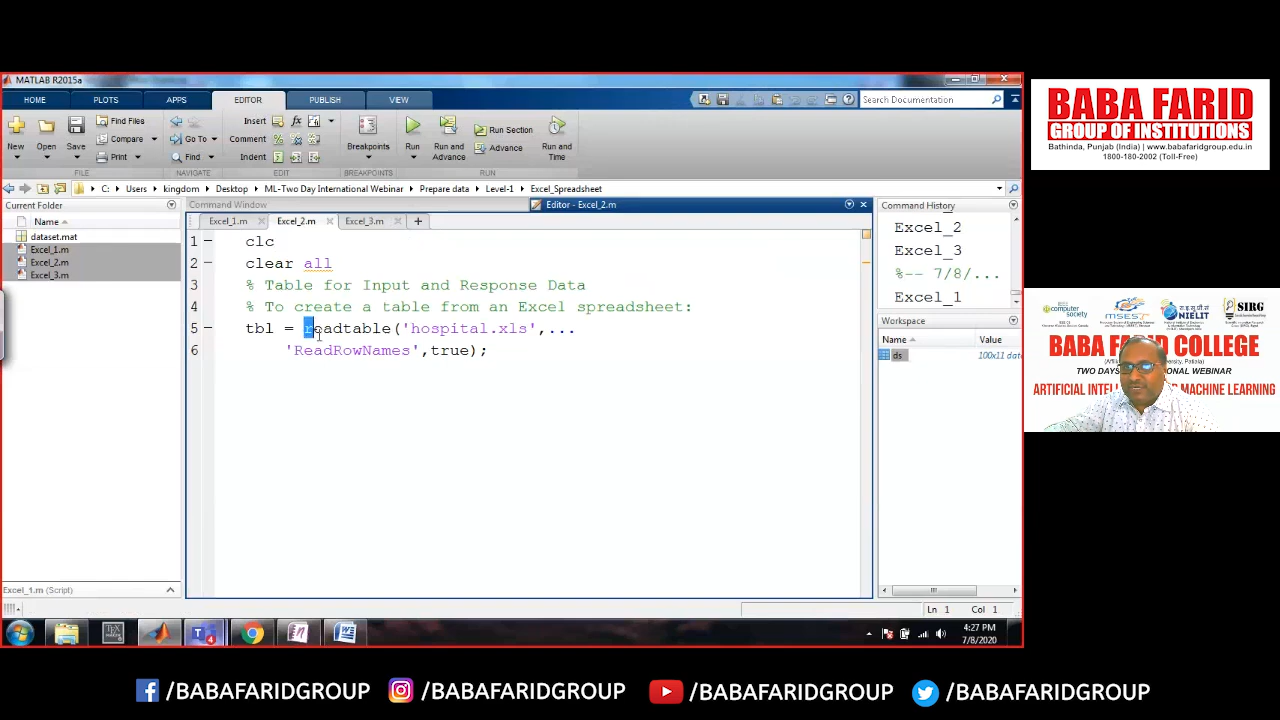 MATLAB R2015a
HOME PLOTS APPS EDITOR PUBLISH VIEW
Search Documentation
New Open Save Find Files Compare Print
Go To Find
Insert Comment Indent
Breakpoints
Run Run and Advance Run Section Advance Run and Time
FILE NAVIGATE EDIT BREAKPOINTS RUN
C: Users kingdom Desktop ML-Two Day International Webinar Prepare data Level-1 Excel_Spreadsheet
Current Folder
Name
dataset.mat
Excel_1.m
Excel_2.m
Excel_3.m
Excel_1.m (Script)
Command Window
Editor - Excel_2.m
Excel_1.m Excel_2.m Excel_3.m +
1 clc
2 clear all
3 % Table for Input and Response Data
4 % To create a table from an Excel spreadsheet:
5 tbl = readtable('hospital.xls',...
6 'ReadRowNames',true);
Command History
Excel_2
Excel_3
%-- 7/8/...
Excel_1
Workspace
Name Value
ds 100x11 data
Ln 1 Col 1
4:27 PM
7/8/2020
BABA FARID
GROUP OF INSTITUTIONS
Bathinda, Punjab (India) | www.babafaridgroup.edu.in
1800-180-2002 (Toll-Free)
IEEE computer society
MSEST
NIELIT
SIRG
BABA FARID COLLEGE
ARTIFICIAL MACHINE LEARNING
/BABAFARIDGROUP /BABAFARIDGROUP /BABAFARIDGROUP /BABAFARIDGROUP